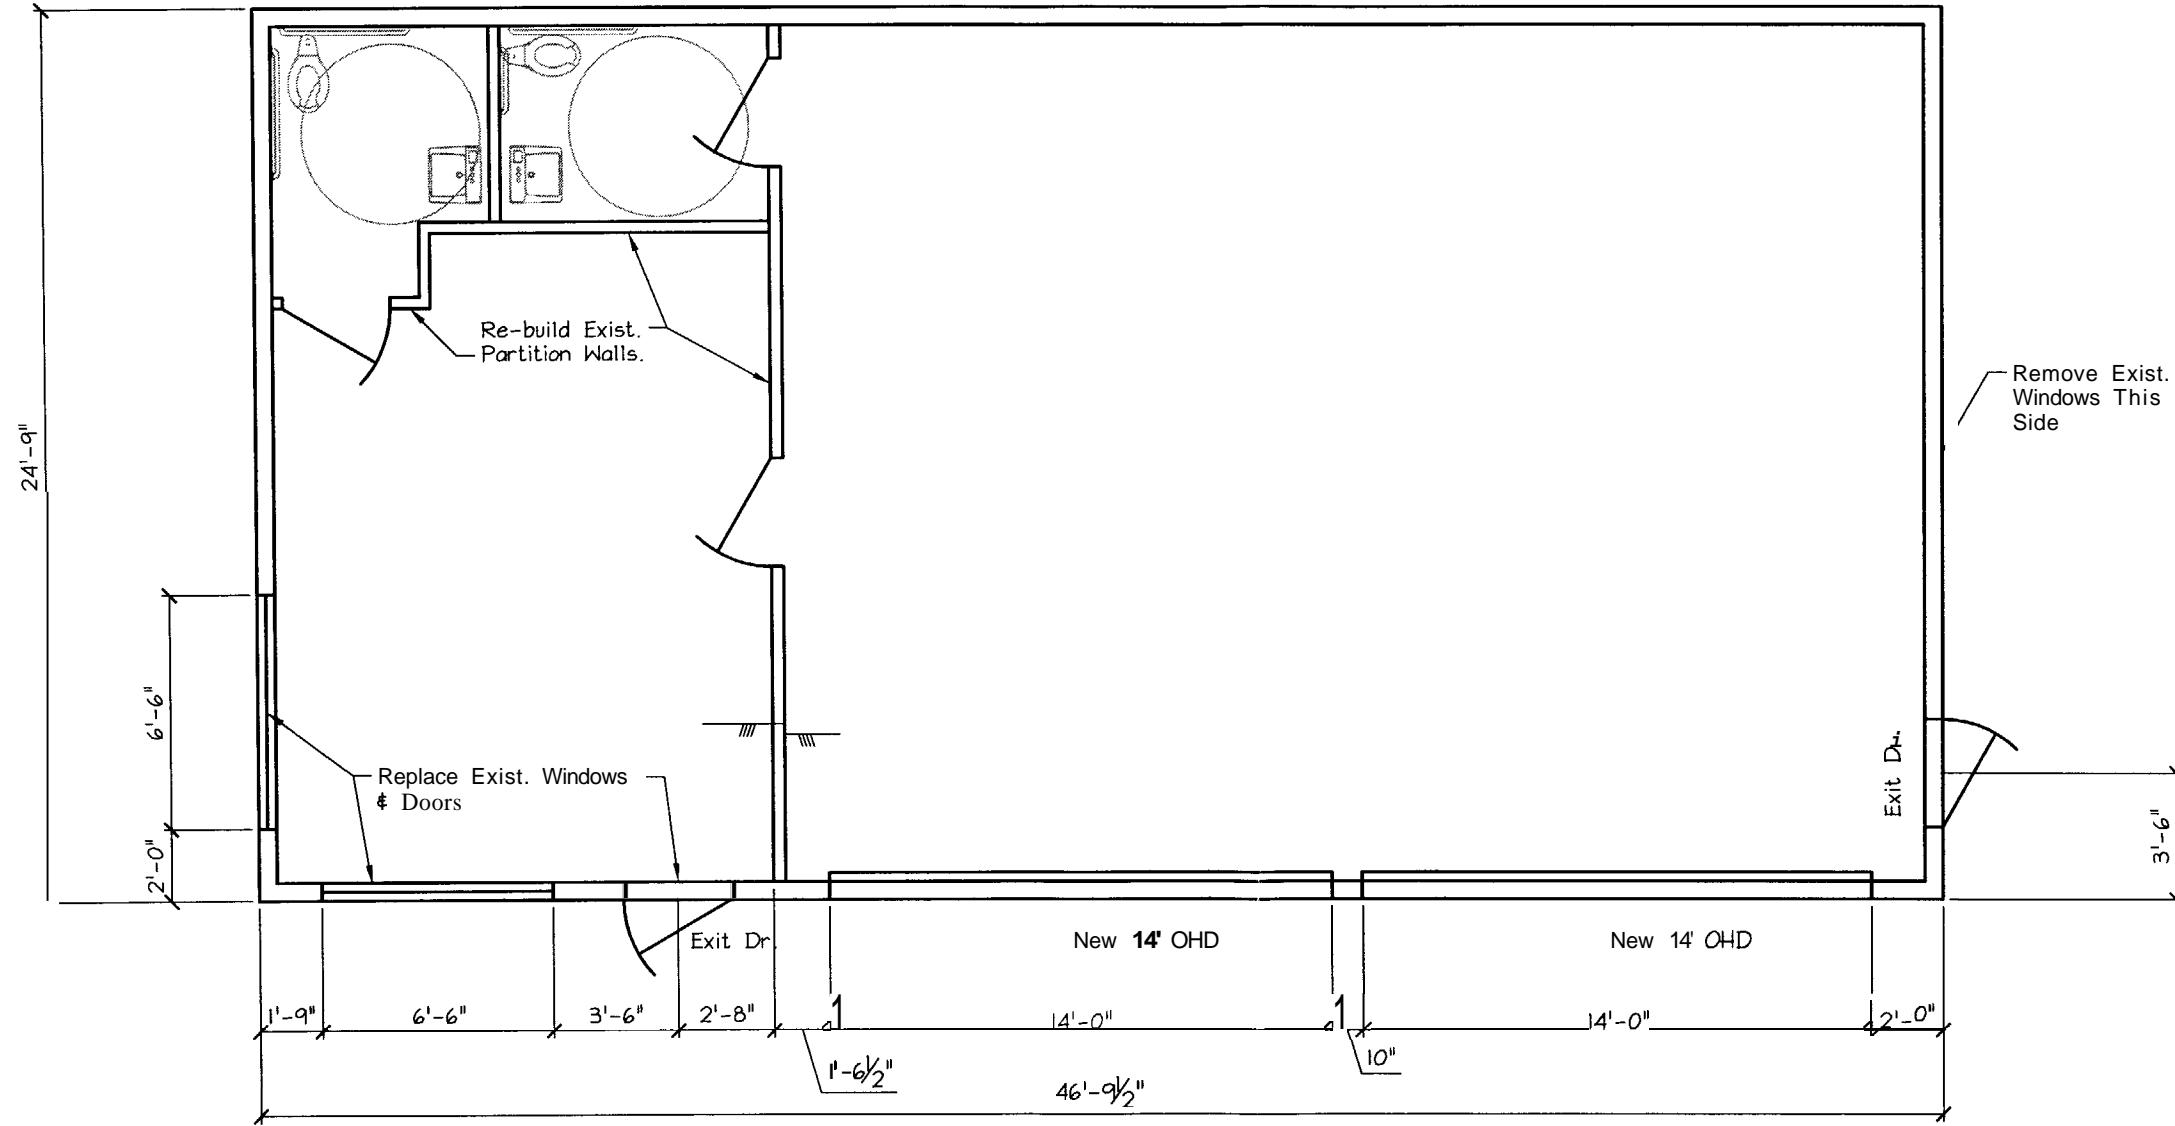 24'-9"
Re-build Exist.
Partition Walls.
Remove Exist.
Windows This
Side
6'-6"
2'-0"
Replace Exist. Windows
& Doors
Exit Di
3'-6"
Exit Dr.
New 14' OHD
New 14' OHD
1'-9"
6'-6"
3'-6"
2'-8"
1'-6½"
14'-0"
10"
14'-0"
2'-0"
46'-9½"